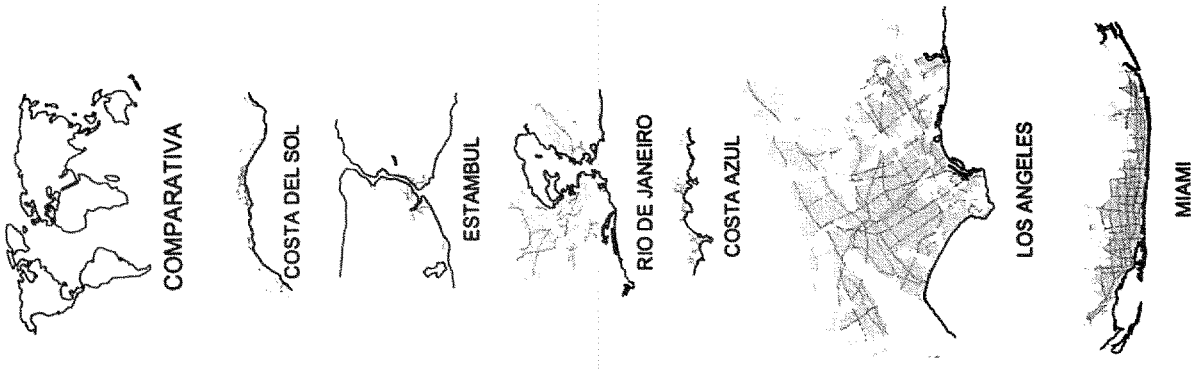 COMPARATIVA
COSTA DEL SOL
ESTAMBUL
RIO DE JANEIRO
COSTA AZUL
LOS ANGELES
MIAMI